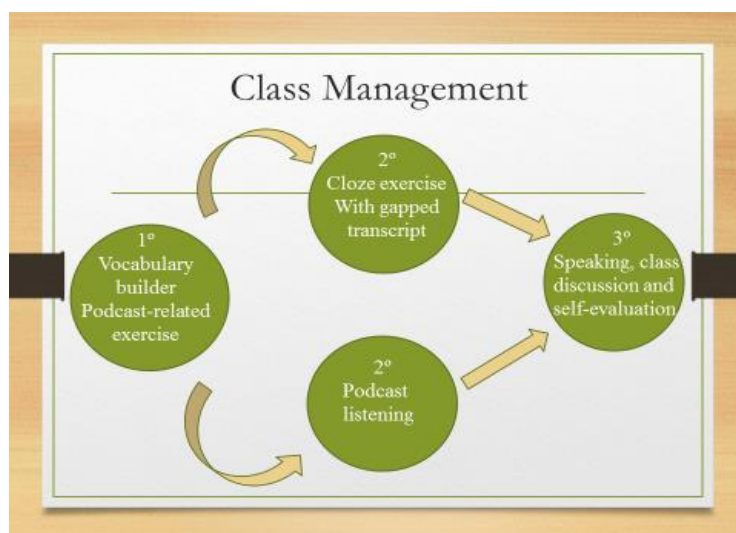 Class Management
1º
Vocabulary
builder
Podcast-related
exercise
2º
Cloze exercise
With gapped
transcript
2º
Podcast
listening
3º
Speaking, class
discussion and
self-evaluation